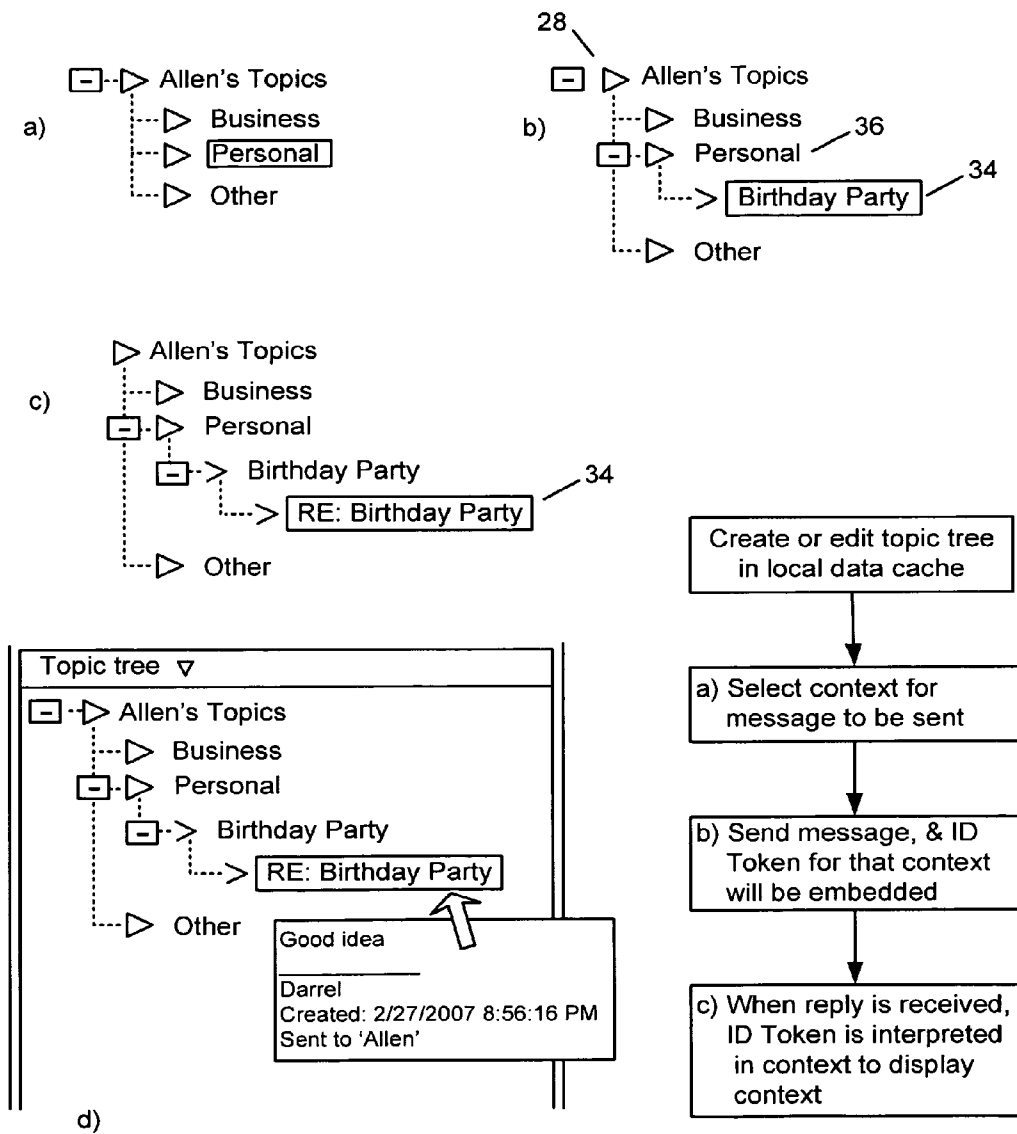 a)
Allen's Topics
Business
Personal
Other
28
b)
Allen's Topics
Business
Personal
36
Birthday Party
34
Other
c)
Allen's Topics
Business
Personal
Birthday Party
RE: Birthday Party
34
Other
Topic tree
Allen's Topics
Business
Personal
Birthday Party
RE: Birthday Party
Other
Good idea
Darrel
Created: 2/27/2007 8:56:16 PM
Sent to ‘Allen’
d)
Create or edit topic tree
in local data cache
a) Select context for
message to be sent
b) Send message, & ID
Token for that context
will be embedded
c) When reply is received,
ID Token is interpreted
in context to display
context